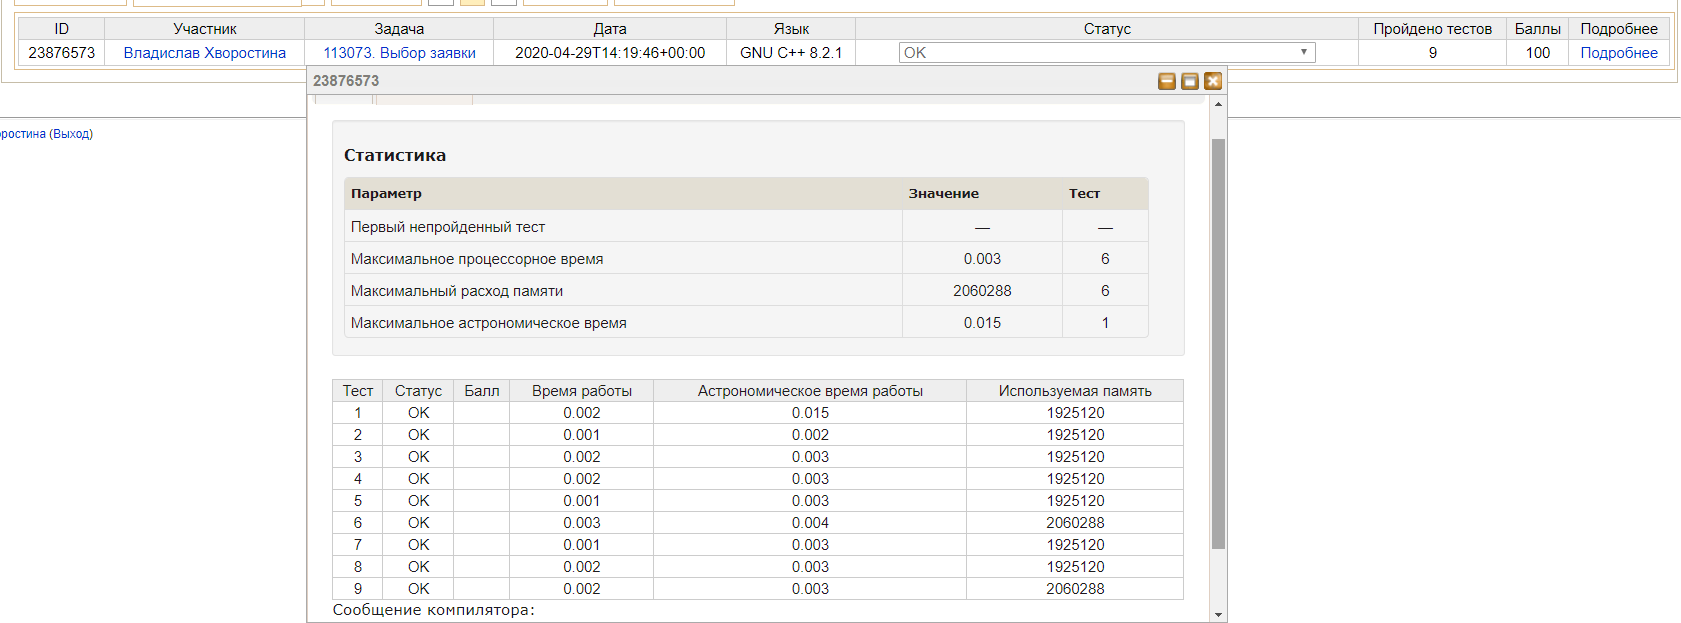 ID Участник Задача Дата Язык Статус Пройдено тестов Баллы Подробнее
23876573 Владислав Хворостина 113073. Выбор заявки 2020-04-29T14:19:46+00:00 GNU C++ 8.2.1 OK 9 100 Подробнее
23876573
оростина (Выход)
Статистика
Параметр Значение Тест
Первый непройденный тест — —
Максимальное процессорное время 0.003 6
Максимальный расход памяти 2060288 6
Максимальное астрономическое время 0.015 1
Тест Статус Балл Время работы Астрономическое время работы Используемая память
1 OK 0.002 0.015 1925120
2 OK 0.001 0.002 1925120
3 OK 0.002 0.003 1925120
4 OK 0.002 0.003 1925120
5 OK 0.001 0.003 1925120
6 OK 0.003 0.004 2060288
7 OK 0.001 0.003 1925120
8 OK 0.002 0.003 1925120
9 OK 0.002 0.003 2060288
Сообщение компилятора: